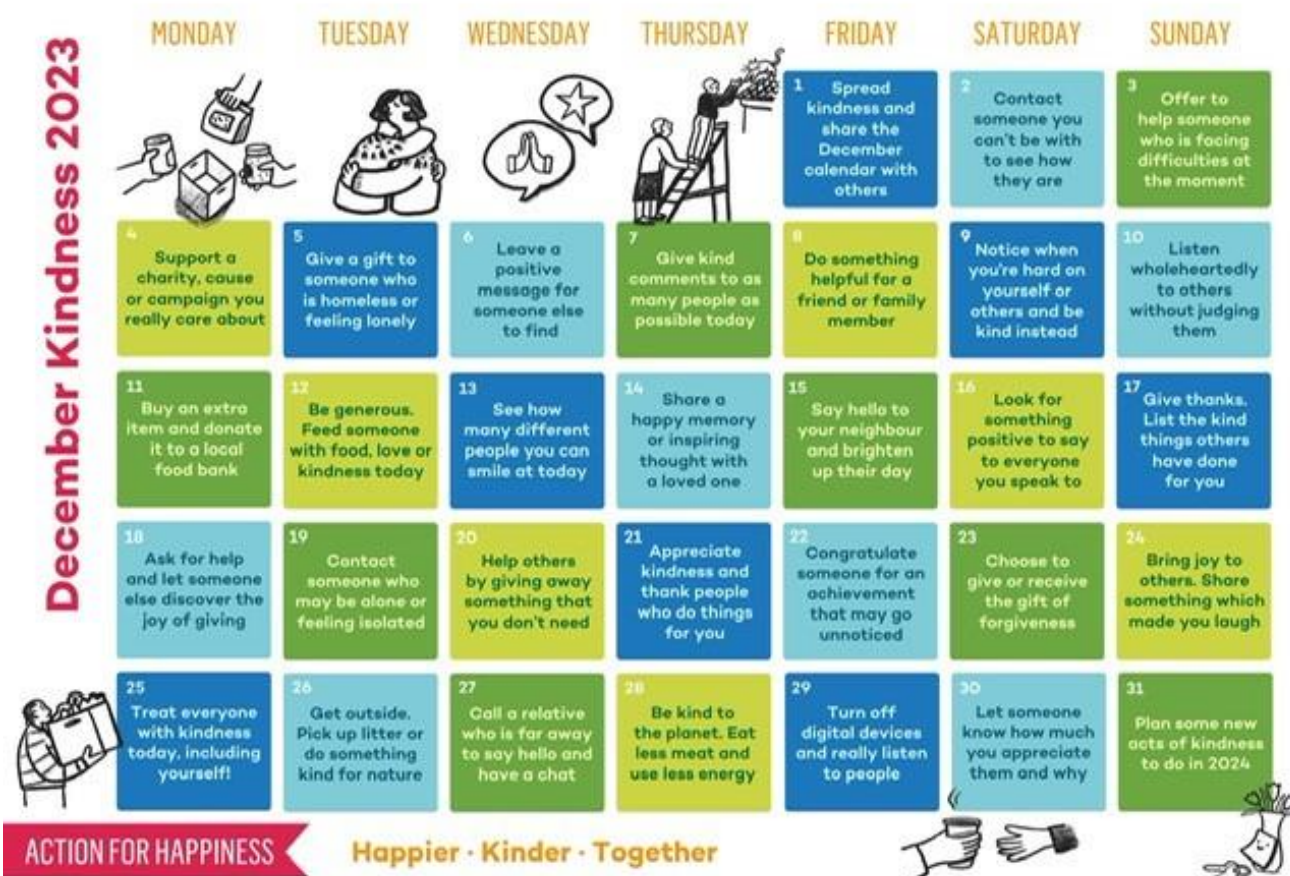 December Kindness 2023
MONDAY
TUESDAY
WEDNESDAY
THURSDAY
FRIDAY
SATURDAY
SUNDAY
1
Spread
kindness and
share the
December
calendar with
others
2
Contact
someone you
can't be with
to see how
they are
3
Offer to
help someone
who is facing
difficulties at
the moment
4
Support a
charity, cause
or campaign you
really care about
5
Give a gift to
someone who
is homeless or
feeling lonely
6
Leave a
positive
message for
someone else
to find
7
Give kind
comments to as
many people as
possible today
8
Do something
helpful for a
friend or family
member
9
Notice when
you're hard on
yourself or
others and be
kind instead
10
Listen
wholeheartedly
to others
without judging
them
11
Buy an extra
item and donate
it to a local
food bank
12
Be generous.
Feed someone
with food, love or
kindness today
13
See how
many different
people you can
smile at today
14
Share a
happy memory
or inspiring
thought with
a loved one
15
Say hello to
your neighbour
and brighten
up their day
16
Look for
something
positive to say
to everyone
you speak to
17
Give thanks.
List the kind
things others
have done
for you
18
Ask for help
and let someone
else discover the
joy of giving
19
Contact
someone who
may be alone or
feeling isolated
20
Help others
by giving away
something that
you don't need
21
Appreciate
kindness and
thank people
who do things
for you
22
Congratulate
someone for an
achievement
that may go
unnoticed
23
Choose to
give or receive
the gift of
forgiveness
24
Bring joy to
others. Share
something which
made you laugh
25
Treat everyone
with kindness
today, including
yourself!
26
Get outside.
Pick up litter or
do something
kind for nature
27
Call a relative
who is far away
to say hello and
have a chat
28
Be kind to
the planet. Eat
less meat and
use less energy
29
Turn off
digital devices
and really listen
to people
30
Let someone
know how much
you appreciate
them and why
31
Plan some new
acts of kindness
to do in 2024
ACTION FOR HAPPINESS
Happier · Kinder · Together